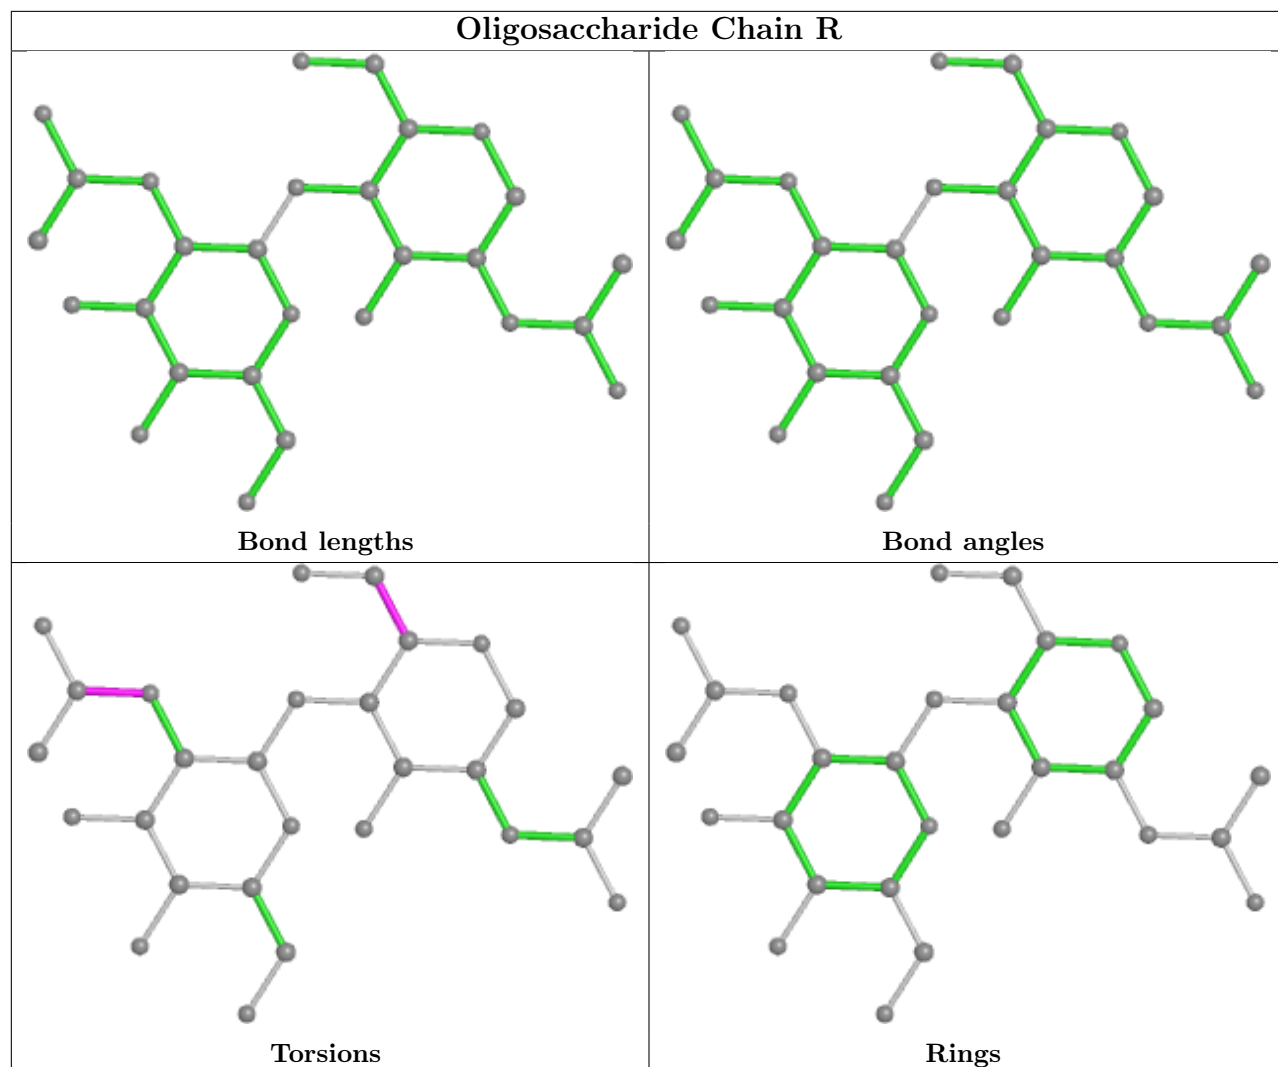 Oligosaccharide Chain R
Bond lengths
Bond angles
Torsions
Rings